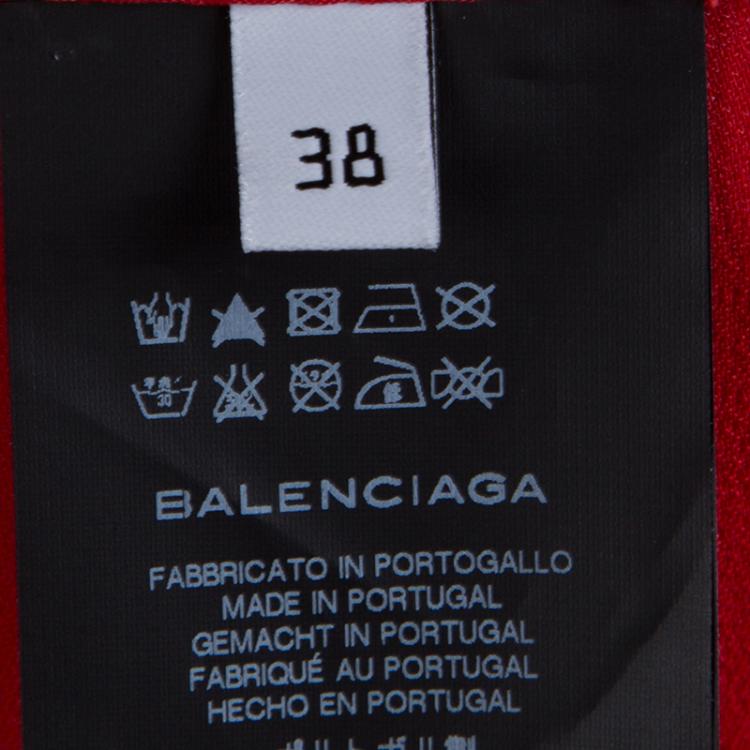 38
30
BALENCIAGA
FABBRICATO IN PORTOGALLO
MADE IN PORTUGAL
GEMACHT IN PORTUGAL
FABRIQUÉ AU PORTUGAL
HECHO EN PORTUGAL